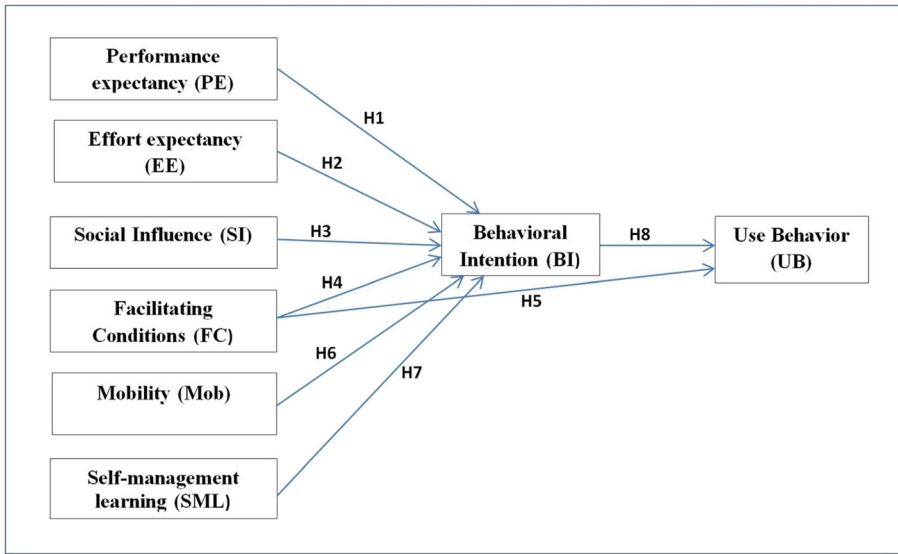 Performance
expectancy (PE)
H1
Effort expectancy
(EE)
H2
Social Influence (SI)
H3
Behavioral
Intention (BI)
H8
Use Behavior
(UB)
Facilitating
Conditions (FC)
H4
H5
Mobility (Mob)
H6
H7
Self-management
learning (SML)